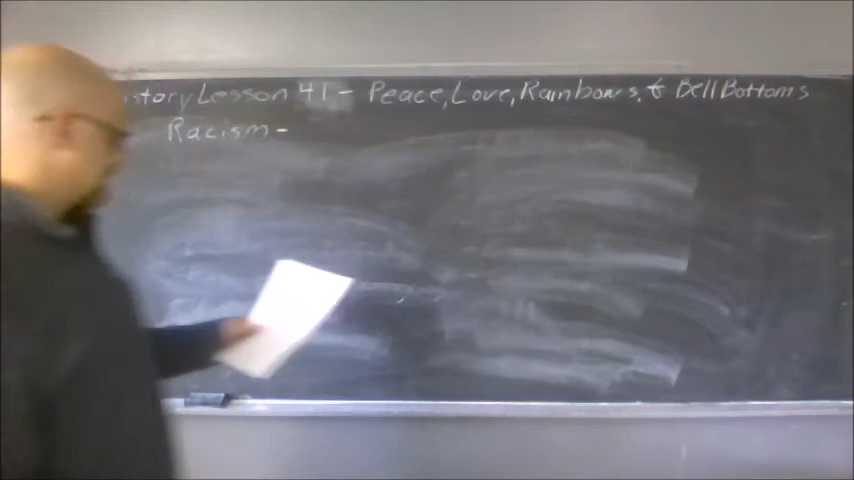 istory Lesson 41 - Peace, Love, Rainbows, & Bell Bottoms
Racism -